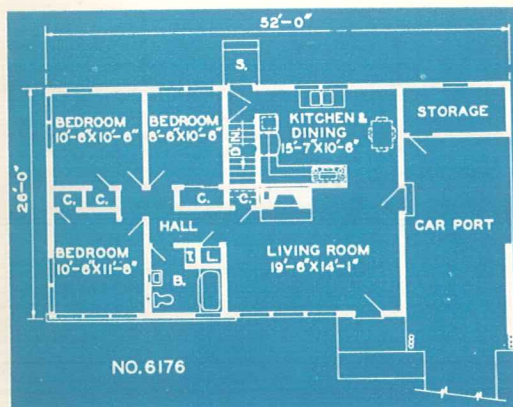 52'-0"
S.
BEDROOM
10'-6"X10'-6"
BEDROOM
8'-6"X10'-6"
KITCHEN &
DINING
15'-7"X10'-6"
STORAGE
DN.
26'-0"
C.
C.
C.
C.
HALL
CAR PORT
LIVING ROOM
19'-6"X14'-1"
BEDROOM
10'-6"X11'-8"
T
L
B.
NO. 6176